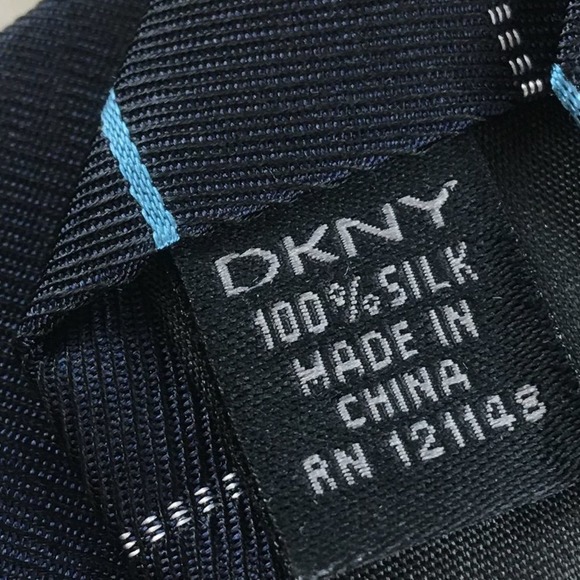 DKNY
100% SILK
MADE IN
CHINA
RN 121148